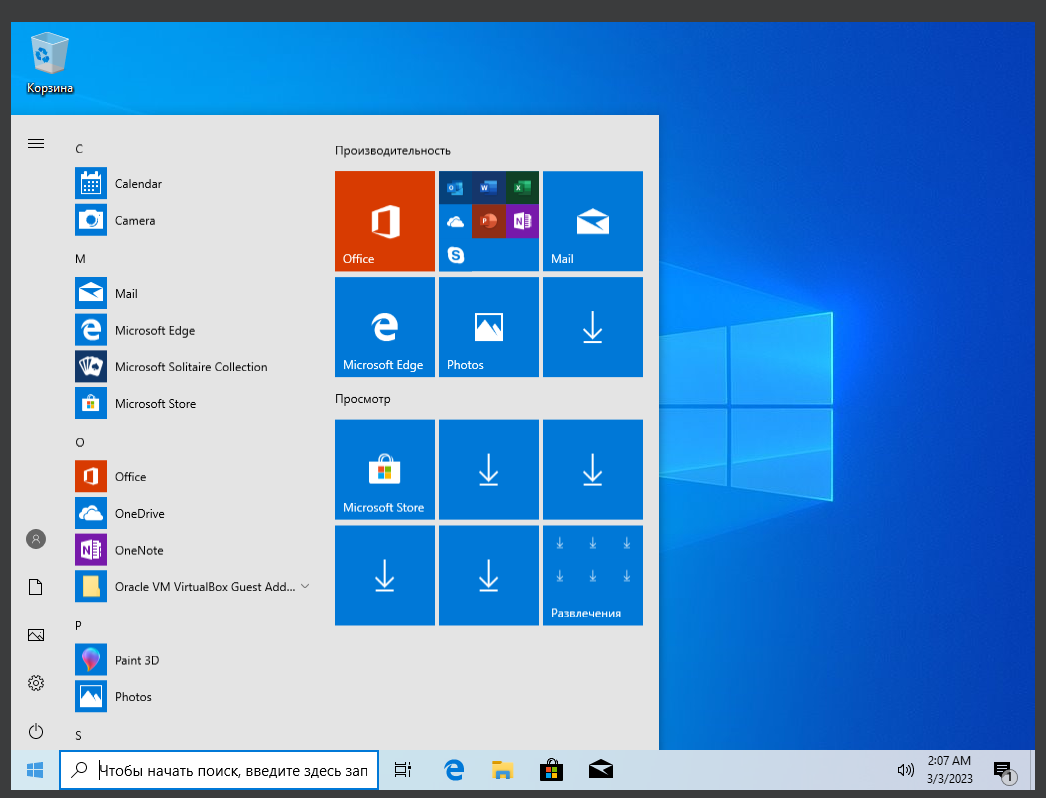 Корзина
C
Calendar
Camera
M
Mail
Microsoft Edge
Microsoft Solitaire Collection
Microsoft Store
O
Office
OneDrive
OneNote
Oracle VM VirtualBox Guest Add...
P
Paint 3D
Photos
S
Производительность
Office
Mail
Microsoft Edge
Photos
Просмотр
Microsoft Store
Развлечения
Чтобы начать поиск, введите здесь зап
2:07 AM
3/3/2023
1